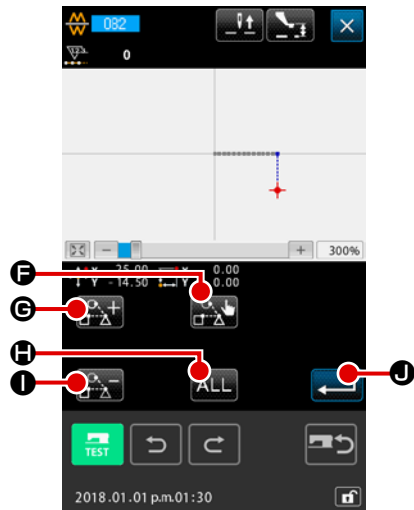 082
0
300%
F
X 25.00 X 0.00
Y -14.50 Y 0.00
G
H
I
ALL
J
TEST
2018.01.01 p.m.01:30